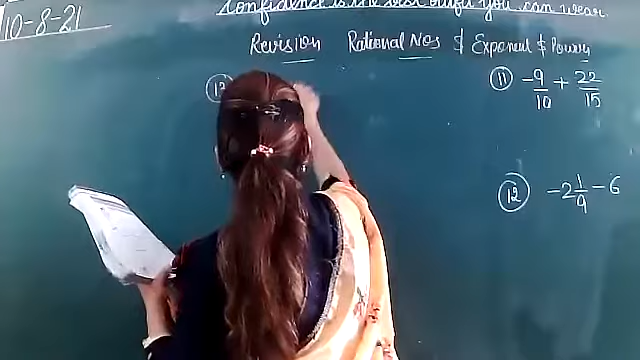 Confidence is the best outfit you can wear.
10-8-21
Revision Rational Nos & Exponent & Powers
⑪ -9/10 + 22/15
⑫ -2 1/9 - 6